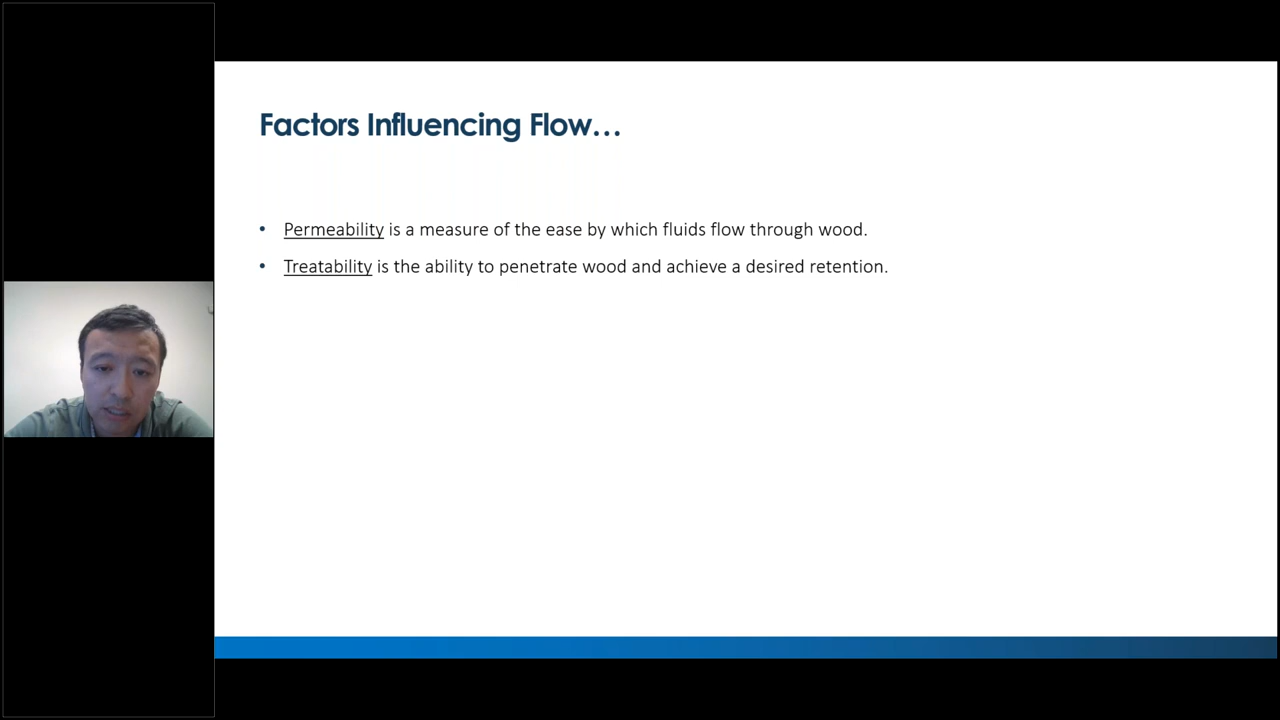 Factors Influencing Flow...
• Permeability is a measure of the ease by which fluids flow through wood.
• Treatability is the ability to penetrate wood and achieve a desired retention.